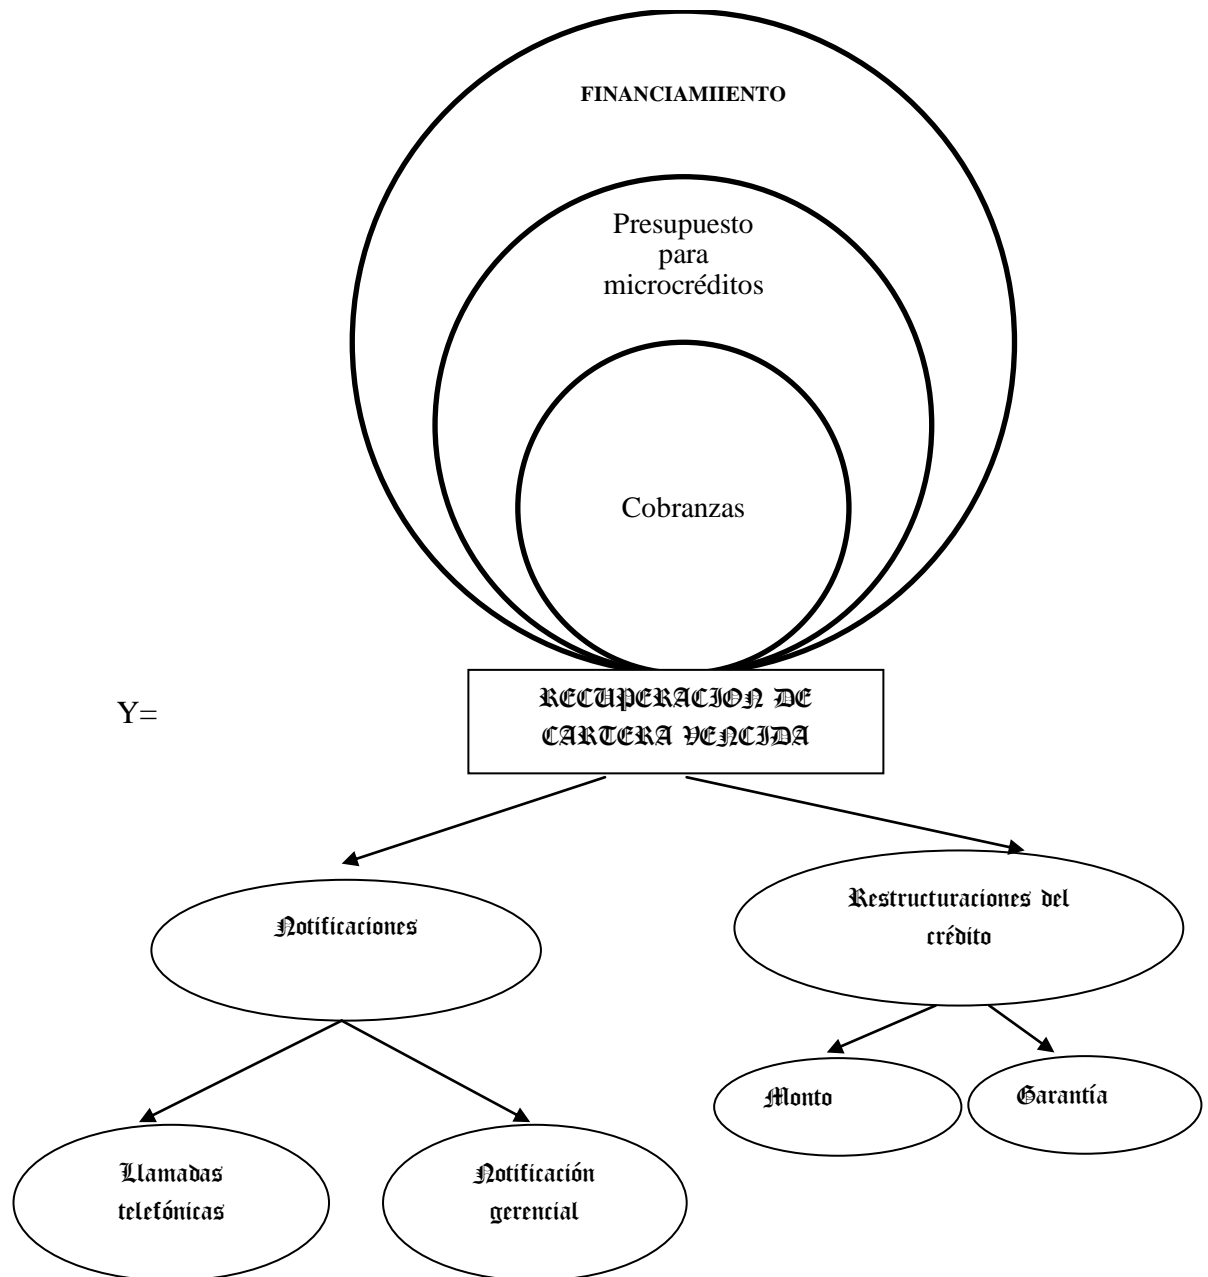 FINANCIAMIIENTO
Presupuesto
para
microcréditos
Cobranzas
Y=
RECUPERACION DE
CARTERA VENCIDA
Notificaciones
Restructuraciones del
crédito
Monto
Garantía
Llamadas
telefónicas
Notificación
gerencial